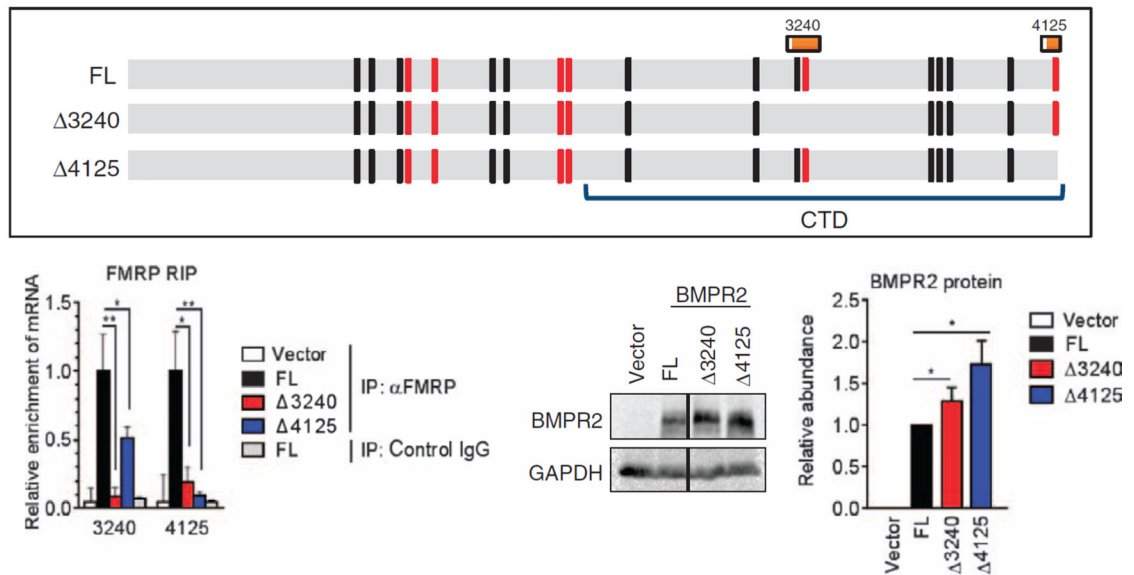 3240 4125
FL
Δ3240
Δ4125
CTD
FMRP RIP
Relative enrichment of mRNA
1.5
1.0
0.5
0
* **
** *
3240 4125
Vector
FL
Δ3240
Δ4125
FL
IP: αFMRP
IP: Control IgG
BMPR2
Vector FL Δ3240 Δ4125
BMPR2
GAPDH
BMPR2 protein
Relative abundance
2.5
2.0
1.5
1.0
0.5
0.0
*
*
Vector FL Δ3240 Δ4125
Vector
FL
Δ3240
Δ4125